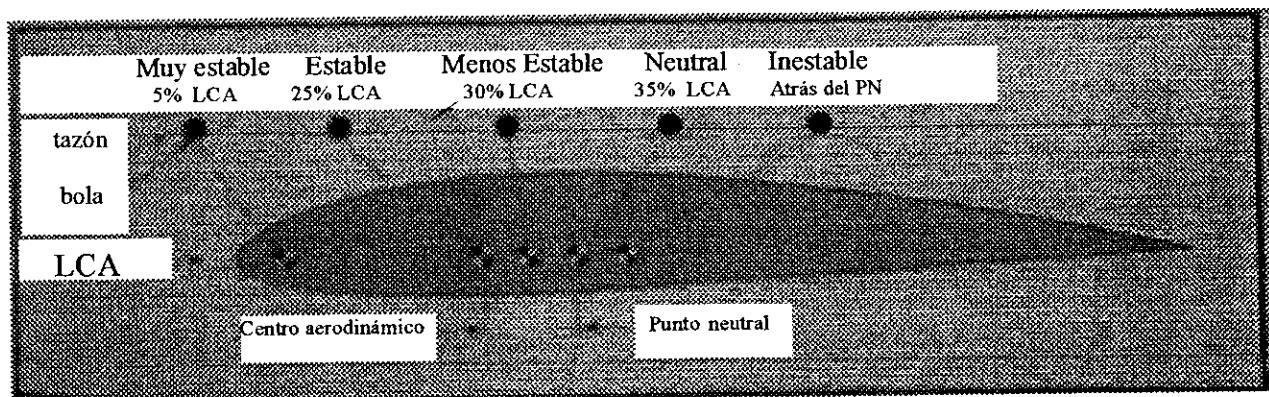 Muy estable Estable Menos Estable Neutral Inestable
5% LCA 25% LCA 30% LCA 35% LCA Atrás del PN
tazón
bola
LCA
Centro aerodinámico Punto neutral